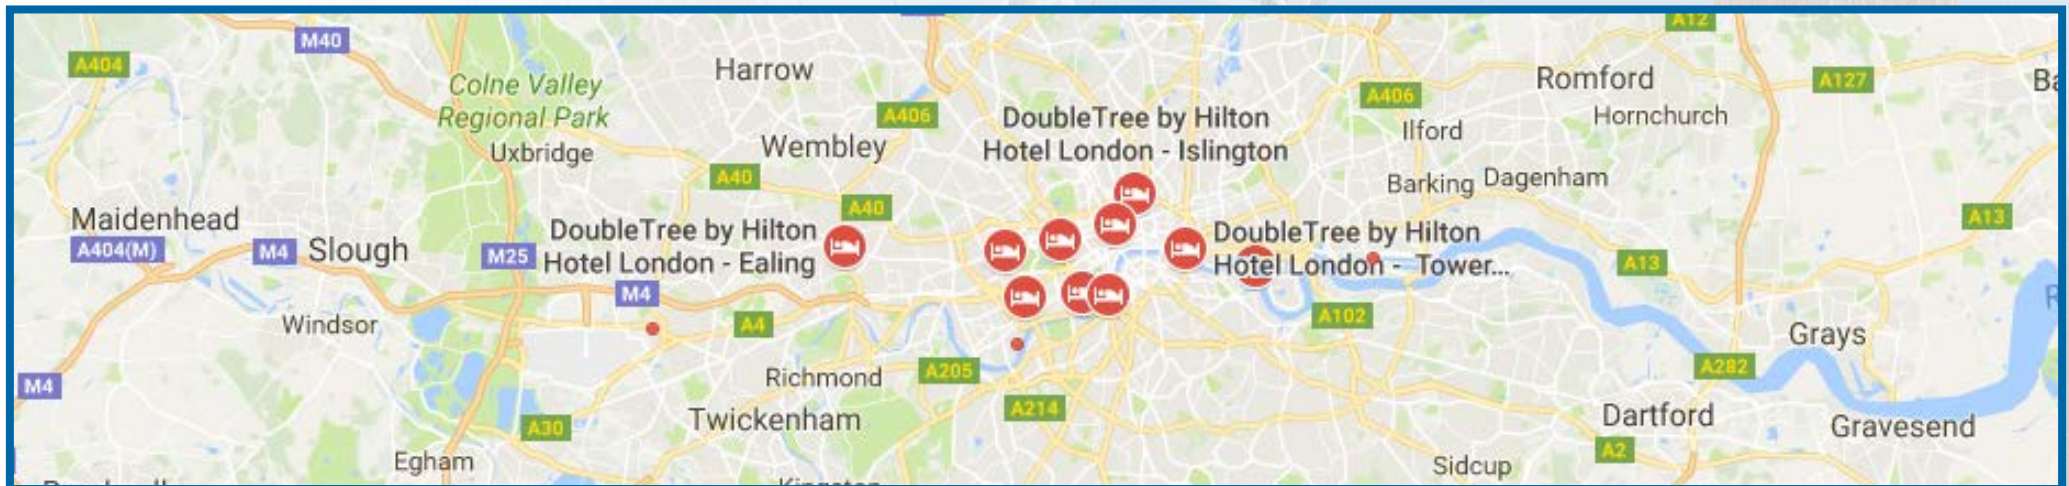 A12
M40
A404
Harrow
Romford
A127
Colne Valley
Regional Park
A406
A406
DoubleTree by Hilton
Hotel London - Islington
Hornchurch
Ilford
Uxbridge
Wembley
A40
Barking
Dagenham
A40
Maidenhead
A404(M)
M4
Slough
M25
DoubleTree by Hilton
Hotel London - Ealing
DoubleTree by Hilton
Hotel London - Tower...
A13
A13
M4
Windsor
A4
A102
Grays
A282
M4
Richmond
A205
A214
Twickenham
A30
Dartford
Gravesend
A2
Egham
Sidcup